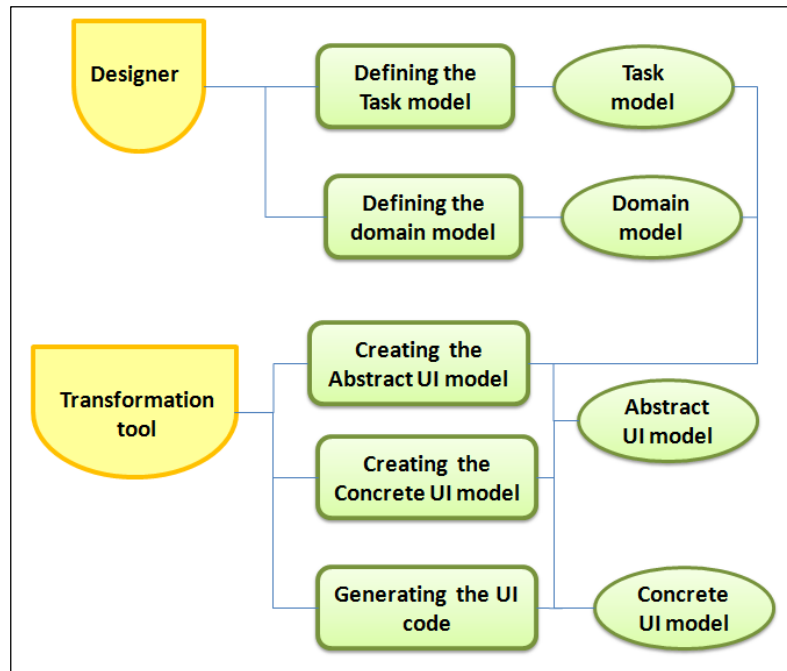 Designer
Defining the
Task model
Task
model
Defining the
domain model
Domain
model
Transformation
tool
Creating the
Abstract UI model
Abstract
UI model
Creating the
Concrete UI model
Generating the UI
code
Concrete
UI model